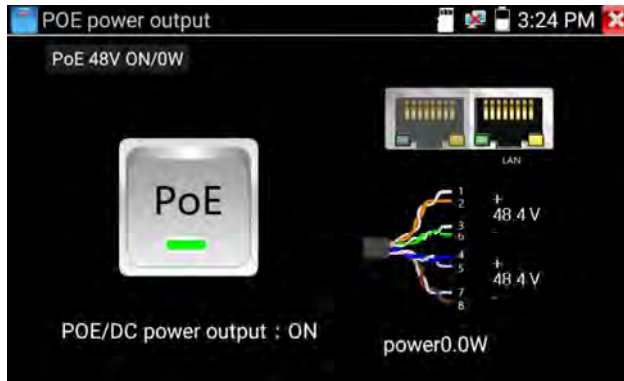 POE power output
3:24 PM
PoE 48V ON/0W
LAN
PoE
1
2
+
48.4 V
3
6
-
4
5
+
48.4 V
7
8
-
POE/DC power output : ON
power0.0W